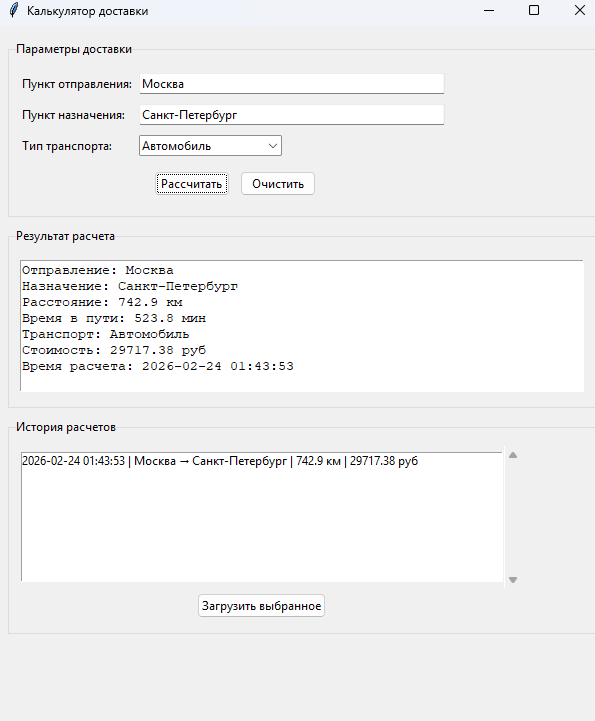 Калькулятор доставки
Параметры доставки
Пункт отправления: Москва
Пункт назначения: Санкт-Петербург
Тип транспорта: Автомобиль
Рассчитать Очистить
Результат расчета
Отправление: Москва
Назначение: Санкт-Петербург
Расстояние: 742.9 км
Время в пути: 523.8 мин
Транспорт: Автомобиль
Стоимость: 29717.38 руб
Время расчета: 2026-02-24 01:43:53
История расчетов
2026-02-24 01:43:53 | Москва → Санкт-Петербург | 742.9 км | 29717.38 руб
Загрузить выбранное